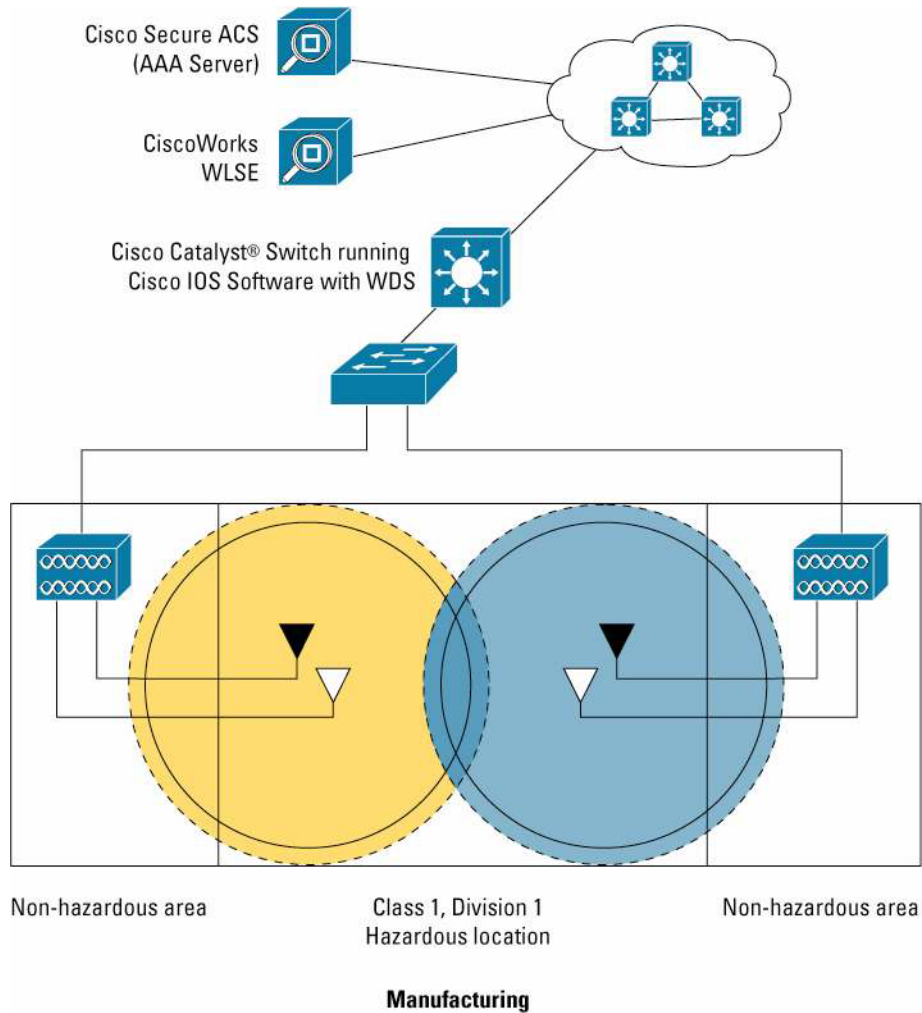 Cisco Secure ACS
(AAA Server)
CiscoWorks
WLSE
Cisco Catalyst® Switch running
Cisco IOS Software with WDS
Non-hazardous area
Class 1, Division 1
Hazardous location
Non-hazardous area
Manufacturing